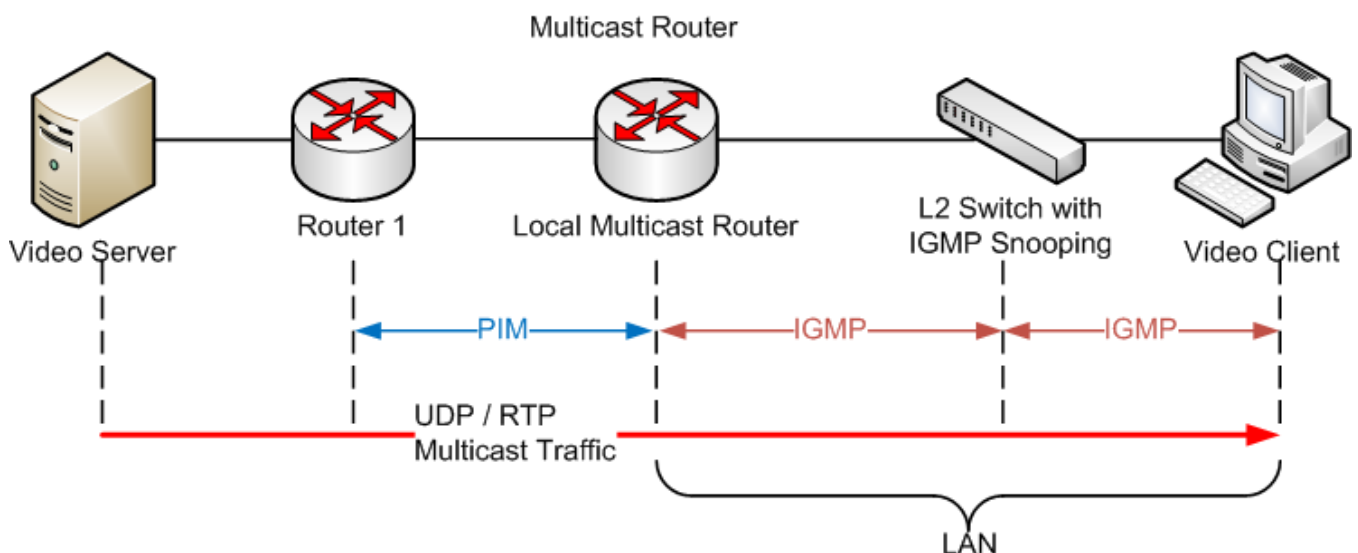 Multicast Router
Video Server
Router 1
Local Multicast Router
L2 Switch with
IGMP Snooping
Video Client
PIM
IGMP
IGMP
UDP / RTP
Multicast Traffic
LAN